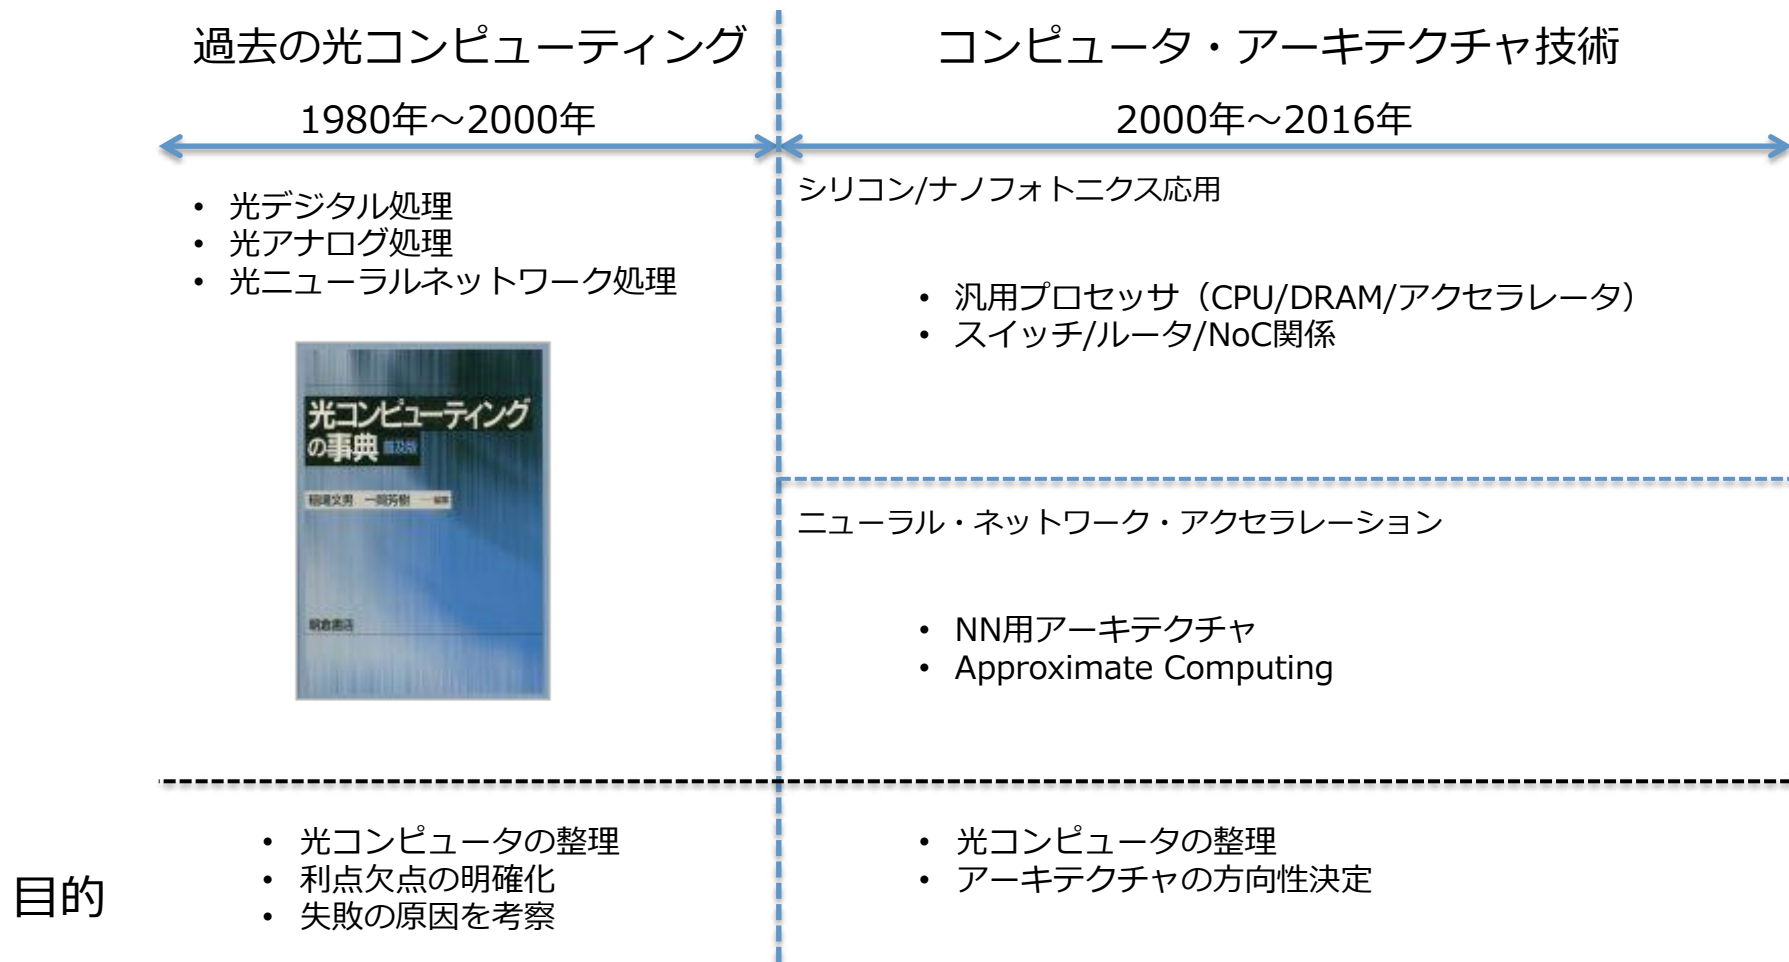 過去の光コンピューティング
1980年～2000年
• 光デジタル処理
• 光アナログ処理
• 光ニューラルネットワーク処理
光コンピューティング
の事典 普及版
朝倉書店
コンピュータ・アーキテクチャ技術
2000年～2016年
シリコン/ナノフォトニクス応用
• 汎用プロセッサ（CPU/DRAM/アクセラレータ）
• スイッチ/ルータ/NoC関係
ニューラル・ネットワーク・アクセラレーション
• NN用アーキテクチャ
• Approximate Computing
目的
• 光コンピュータの整理
• 利点欠点の明確化
• 失敗の原因を考察
• 光コンピュータの整理
• アーキテクチャの方向性決定